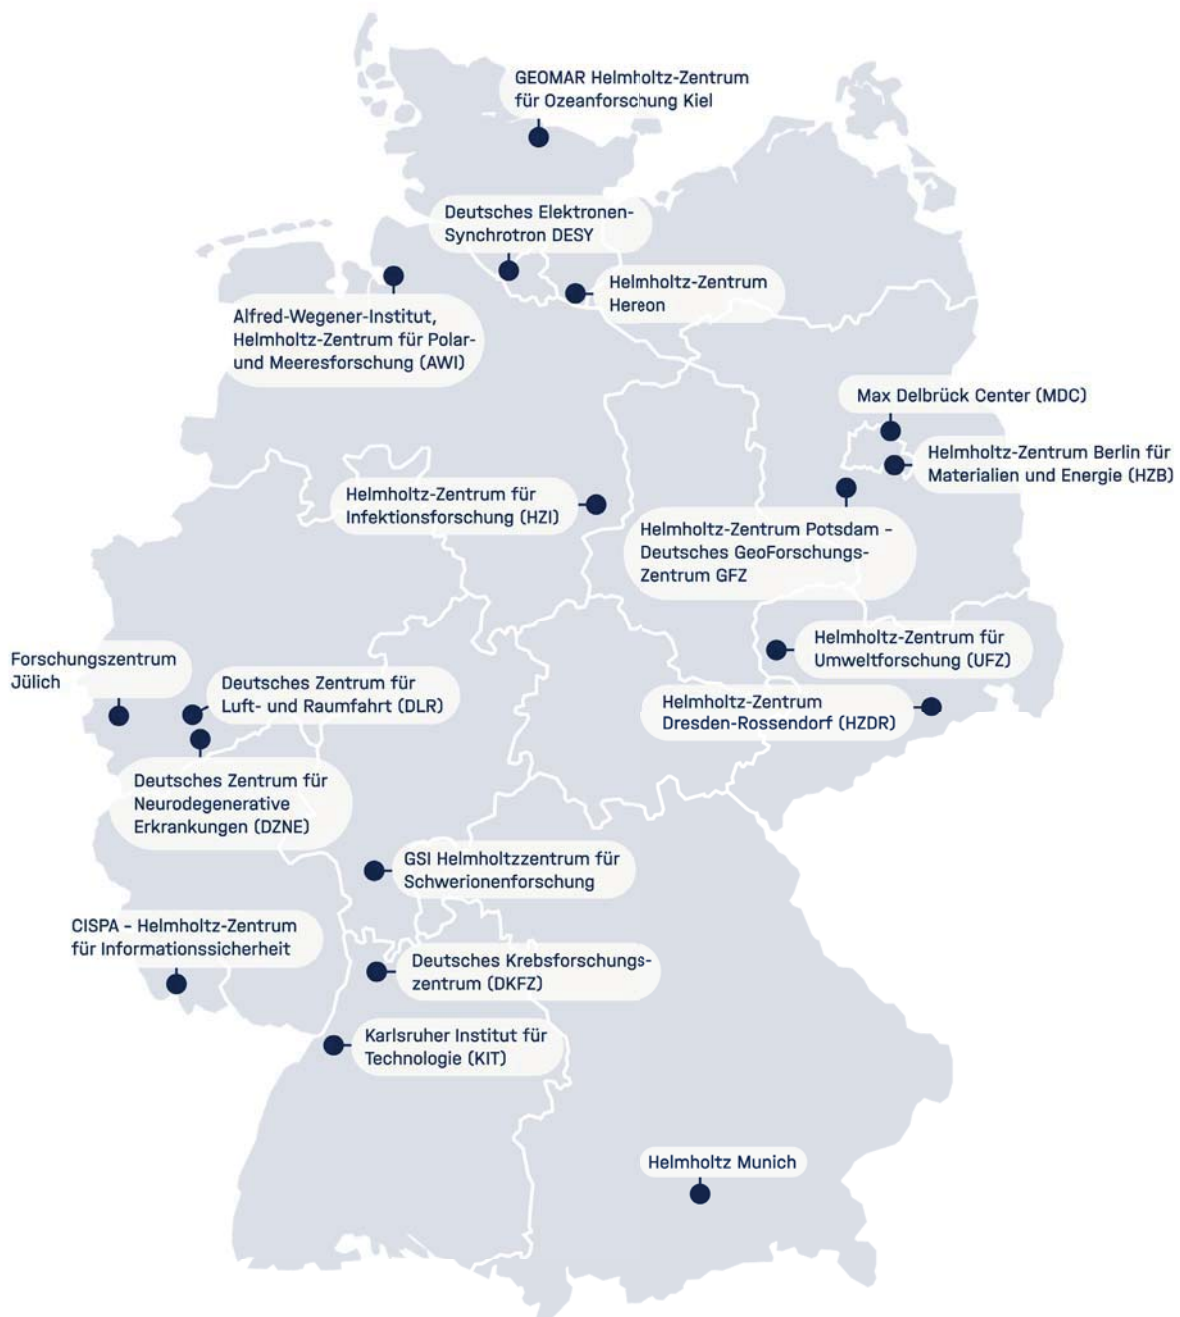 GEOMAR Helmholtz-Zentrum
für Ozeanforschung Kiel
Deutsches Elektronen-
Synchrotron DESY
Helmholtz-Zentrum
Hereon
Alfred-Wegener-Institut,
Helmholtz-Zentrum für Polar-
und Meeresforschung (AWI)
Max Delbrück Center (MDC)
Helmholtz-Zentrum Berlin für
Materialien und Energie (HZB)
Helmholtz-Zentrum für
Infektionsforschung (HZI)
Helmholtz-Zentrum Potsdam –
Deutsches GeoForschungs-
Zentrum GFZ
Helmholtz-Zentrum für
Umweltforschung (UFZ)
Forschungszentrum
Jülich
Deutsches Zentrum für
Luft- und Raumfahrt (DLR)
Helmholtz-Zentrum
Dresden-Rossendorf (HZDR)
Deutsches Zentrum für
Neurodegenerative
Erkrankungen (DZNE)
GSI Helmholtzzentrum für
Schwerionenforschung
CISPA – Helmholtz-Zentrum
für Informationssicherheit
Deutsches Krebsforschungs-
zentrum (DKFZ)
Karlsruher Institut für
Technologie (KIT)
Helmholtz Munich